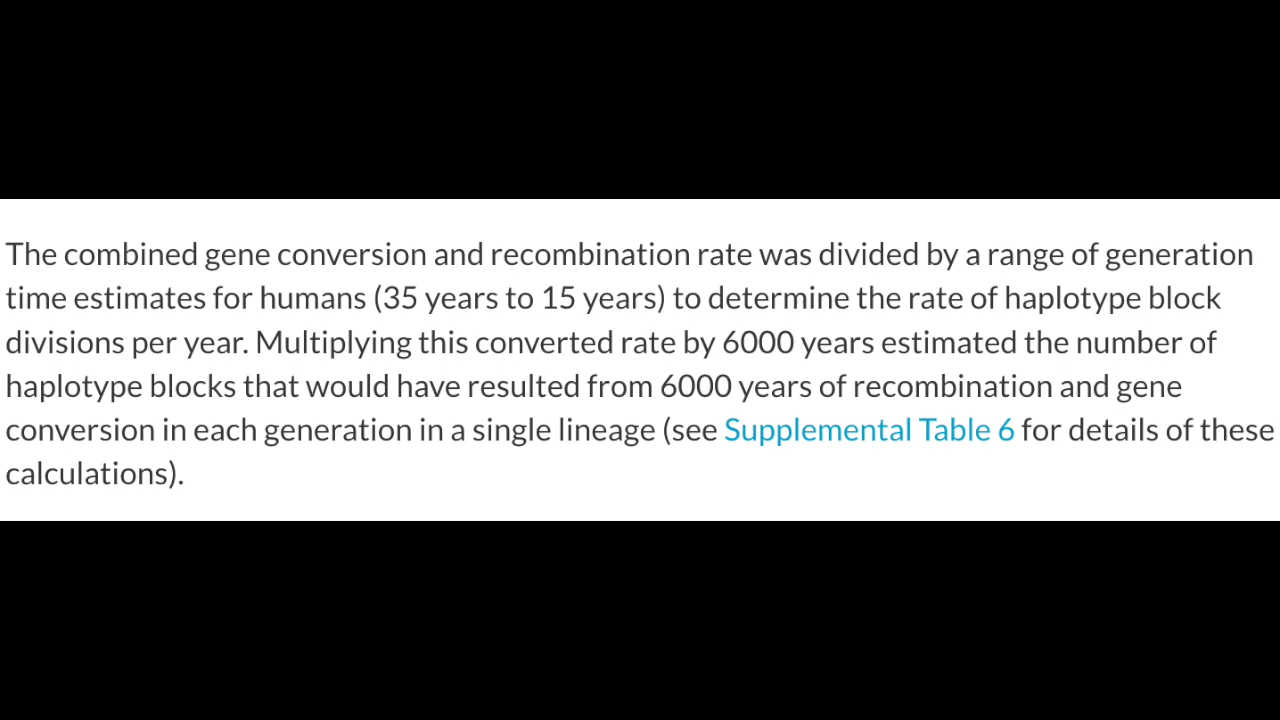 The combined gene conversion and recombination rate was divided by a range of generation
time estimates for humans (35 years to 15 years) to determine the rate of haplotype block
divisions per year. Multiplying this converted rate by 6000 years estimated the number of
haplotype blocks that would have resulted from 6000 years of recombination and gene
conversion in each generation in a single lineage (see Supplemental Table 6 for details of these
calculations).